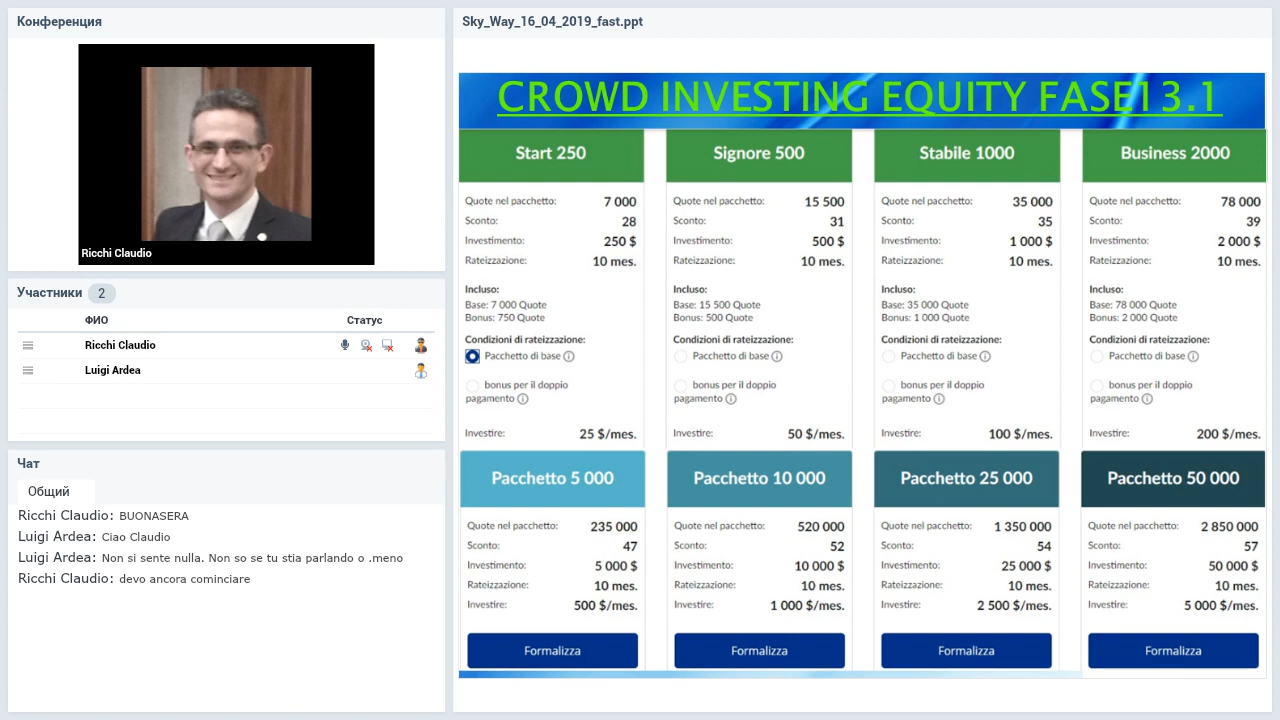 Конференция
Ricchi Claudio
Участники 2
ФИО Статус
Ricchi Claudio
Luigi Ardea
Чат
Общий
Ricchi Claudio: BUONASERA
Luigi Ardea: Ciao Claudio
Luigi Ardea: Non si sente nulla. Non so se tu stia parlando o .meno
Ricchi Claudio: devo ancora cominciare
Sky_Way_16_04_2019_fast.ppt
CROWD INVESTING EQUITY FASE13.1
Start 250
Quote nel pacchetto: 7 000
Sconto: 28
Investimento: 250 $
Rateizzazione: 10 mes.
Incluso:
Base: 7 000 Quote
Bonus: 750 Quote
Condizioni di rateizzazione:
Pacchetto di base
bonus per il doppio
pagamento
Investire: 25 $/mes.
Signore 500
Quote nel pacchetto: 15 500
Sconto: 31
Investimento: 500 $
Rateizzazione: 10 mes.
Incluso:
Base: 15 500 Quote
Bonus: 500 Quote
Condizioni di rateizzazione:
Pacchetto di base
bonus per il doppio
pagamento
Investire: 50 $/mes.
Stabile 1000
Quote nel pacchetto: 35 000
Sconto: 35
Investimento: 1 000 $
Rateizzazione: 10 mes.
Incluso:
Base: 35 000 Quote
Bonus: 1 000 Quote
Condizioni di rateizzazione:
Pacchetto di base
bonus per il doppio
pagamento
Investire: 100 $/mes.
Business 2000
Quote nel pacchetto: 78 000
Sconto: 39
Investimento: 2 000 $
Rateizzazione: 10 mes.
Incluso:
Base: 78 000 Quote
Bonus: 2 000 Quote
Condizioni di rateizzazione:
Pacchetto di base
bonus per il doppio
pagamento
Investire: 200 $/mes.
Pacchetto 5 000
Quote nel pacchetto: 235 000
Sconto: 47
Investimento: 5 000 $
Rateizzazione: 10 mes.
Investire: 500 $/mes.
Formalizza
Pacchetto 10 000
Quote nel pacchetto: 520 000
Sconto: 52
Investimento: 10 000 $
Rateizzazione: 10 mes.
Investire: 1 000 $/mes.
Formalizza
Pacchetto 25 000
Quote nel pacchetto: 1 350 000
Sconto: 54
Investimento: 25 000 $
Rateizzazione: 10 mes.
Investire: 2 500 $/mes.
Formalizza
Pacchetto 50 000
Quote nel pacchetto: 2 850 000
Sconto: 57
Investimento: 50 000 $
Rateizzazione: 10 mes.
Investire: 5 000 $/mes.
Formalizza